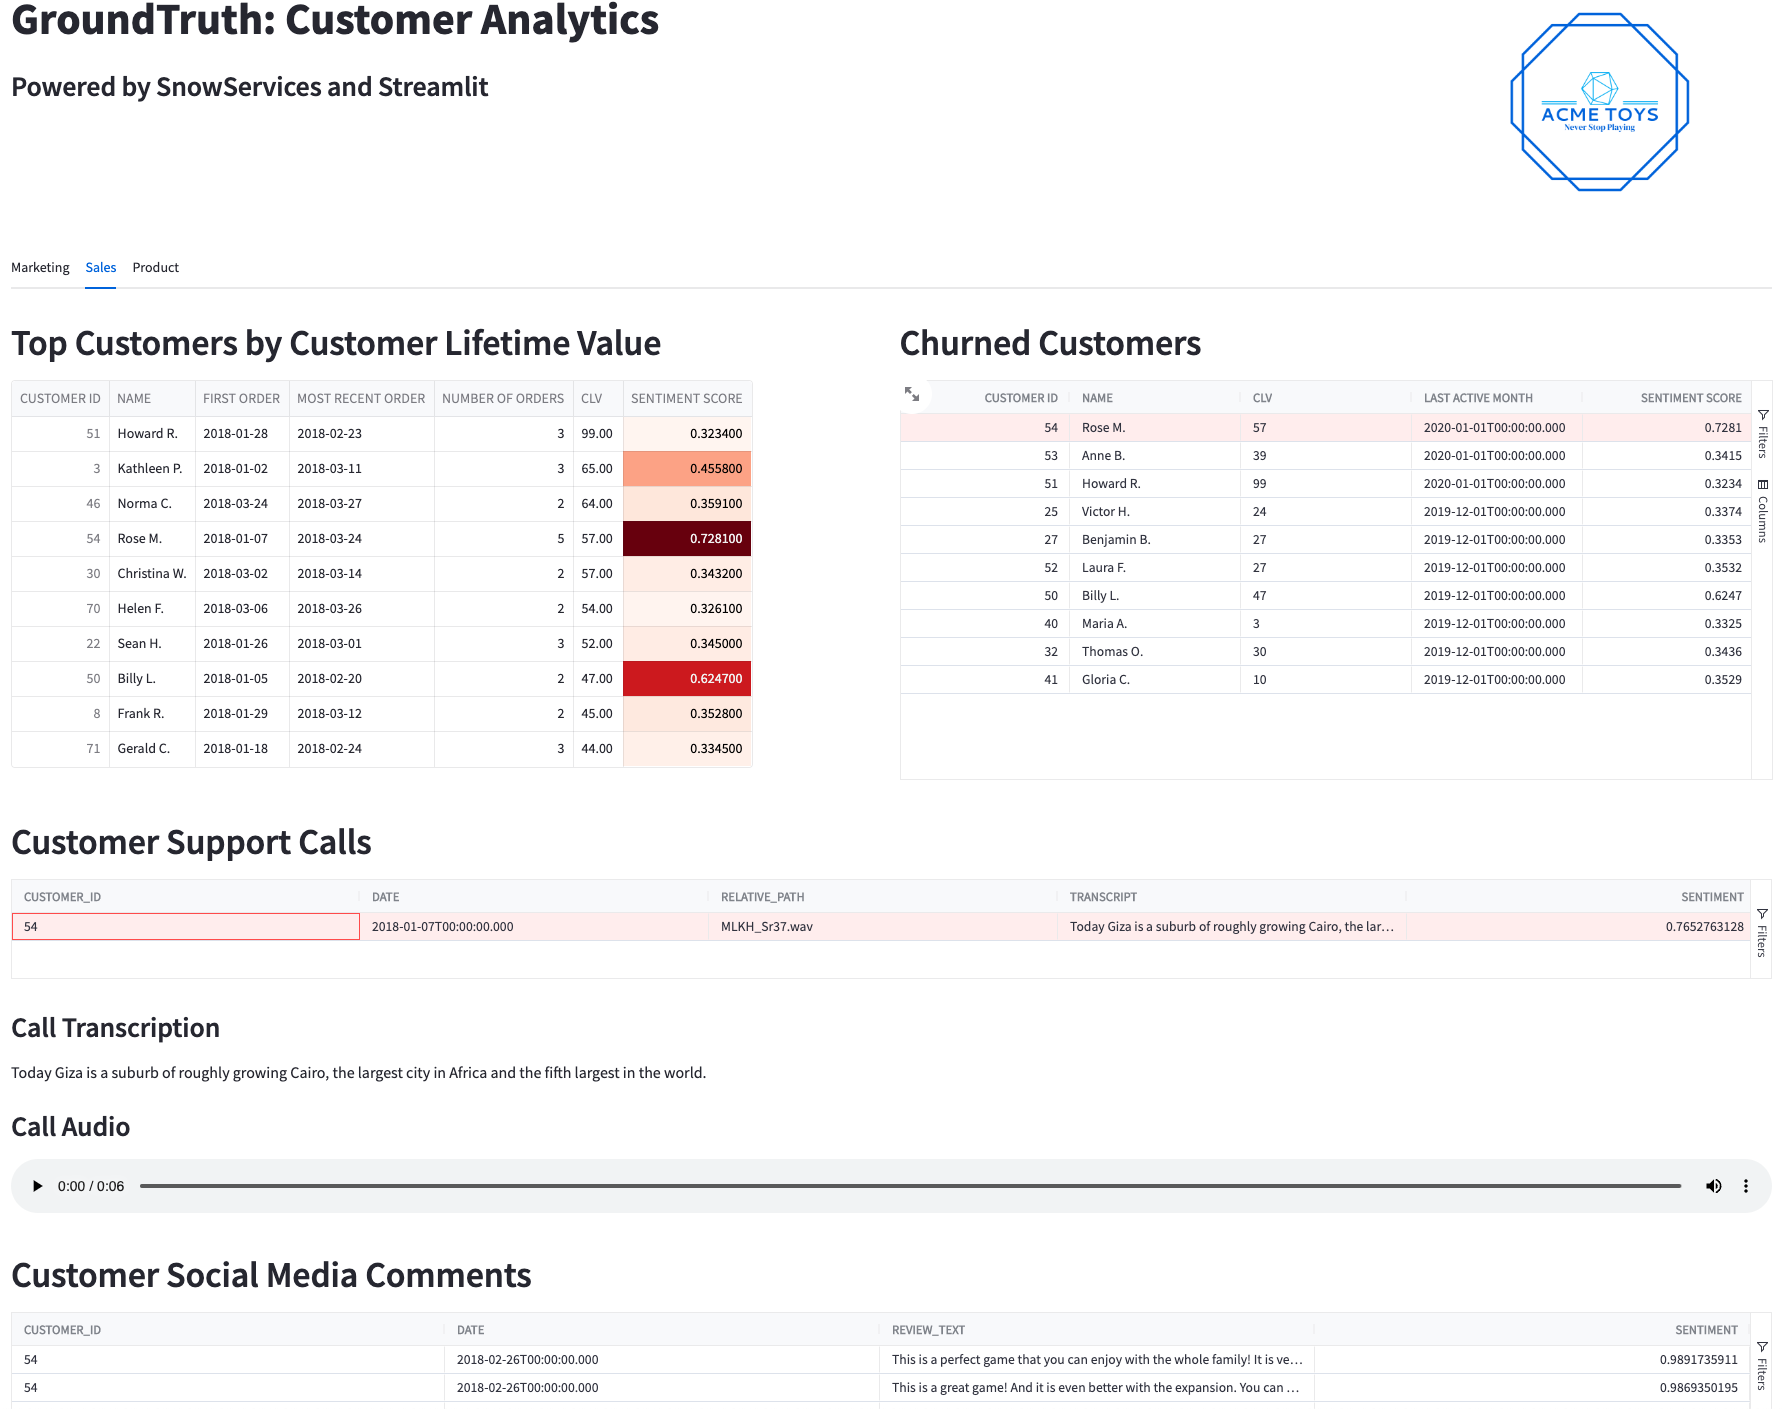 GroundTruth: Customer Analytics
Powered by SnowServices and Streamlit
ACME TOYS
Never Stop Playing
Marketing Sales Product
Top Customers by Customer Lifetime Value
CUSTOMER ID NAME FIRST ORDER MOST RECENT ORDER NUMBER OF ORDERS CLV SENTIMENT SCORE
51 Howard R. 2018-01-28 2018-02-23 3 99.00 0.323400
3 Kathleen P. 2018-01-02 2018-03-11 3 65.00 0.455800
46 Norma C. 2018-03-24 2018-03-27 2 64.00 0.359100
54 Rose M. 2018-01-07 2018-03-24 5 57.00 0.728100
30 Christina W. 2018-03-02 2018-03-14 2 57.00 0.343200
70 Helen F. 2018-03-06 2018-03-26 2 54.00 0.326100
22 Sean H. 2018-01-26 2018-03-01 3 52.00 0.345000
50 Billy L. 2018-01-05 2018-02-20 2 47.00 0.624700
8 Frank R. 2018-01-29 2018-03-12 2 45.00 0.352800
71 Gerald C. 2018-01-18 2018-02-24 3 44.00 0.334500
Churned Customers
CUSTOMER ID NAME CLV LAST ACTIVE MONTH SENTIMENT SCORE
54 Rose M. 57 2020-01-01T00:00:00.000 0.7281
53 Anne B. 39 2020-01-01T00:00:00.000 0.3415
51 Howard R. 99 2020-01-01T00:00:00.000 0.3234
25 Victor H. 24 2019-12-01T00:00:00.000 0.3374
27 Benjamin B. 27 2019-12-01T00:00:00.000 0.3353
52 Laura F. 27 2019-12-01T00:00:00.000 0.3532
50 Billy L. 47 2019-12-01T00:00:00.000 0.6247
40 Maria A. 3 2019-12-01T00:00:00.000 0.3325
32 Thomas O. 30 2019-12-01T00:00:00.000 0.3436
41 Gloria C. 10 2019-12-01T00:00:00.000 0.3529
Filters
Columns
Customer Support Calls
CUSTOMER_ID DATE RELATIVE_PATH TRANSCRIPT SENTIMENT
54 2018-01-07T00:00:00.000 MLKH_Sr37.wav Today Giza is a suburb of roughly growing Cairo, the lar... 0.7652763128
Filters
Call Transcription
Today Giza is a suburb of roughly growing Cairo, the largest city in Africa and the fifth largest in the world.
Call Audio
0:00 / 0:06
Customer Social Media Comments
CUSTOMER_ID DATE REVIEW_TEXT SENTIMENT
54 2018-02-26T00:00:00.000 This is a perfect game that you can enjoy with the whole family! It is ve... 0.9891735911
54 2018-02-26T00:00:00.000 This is a great game! And it is even better with the expansion. You can ... 0.9869350195
Filters